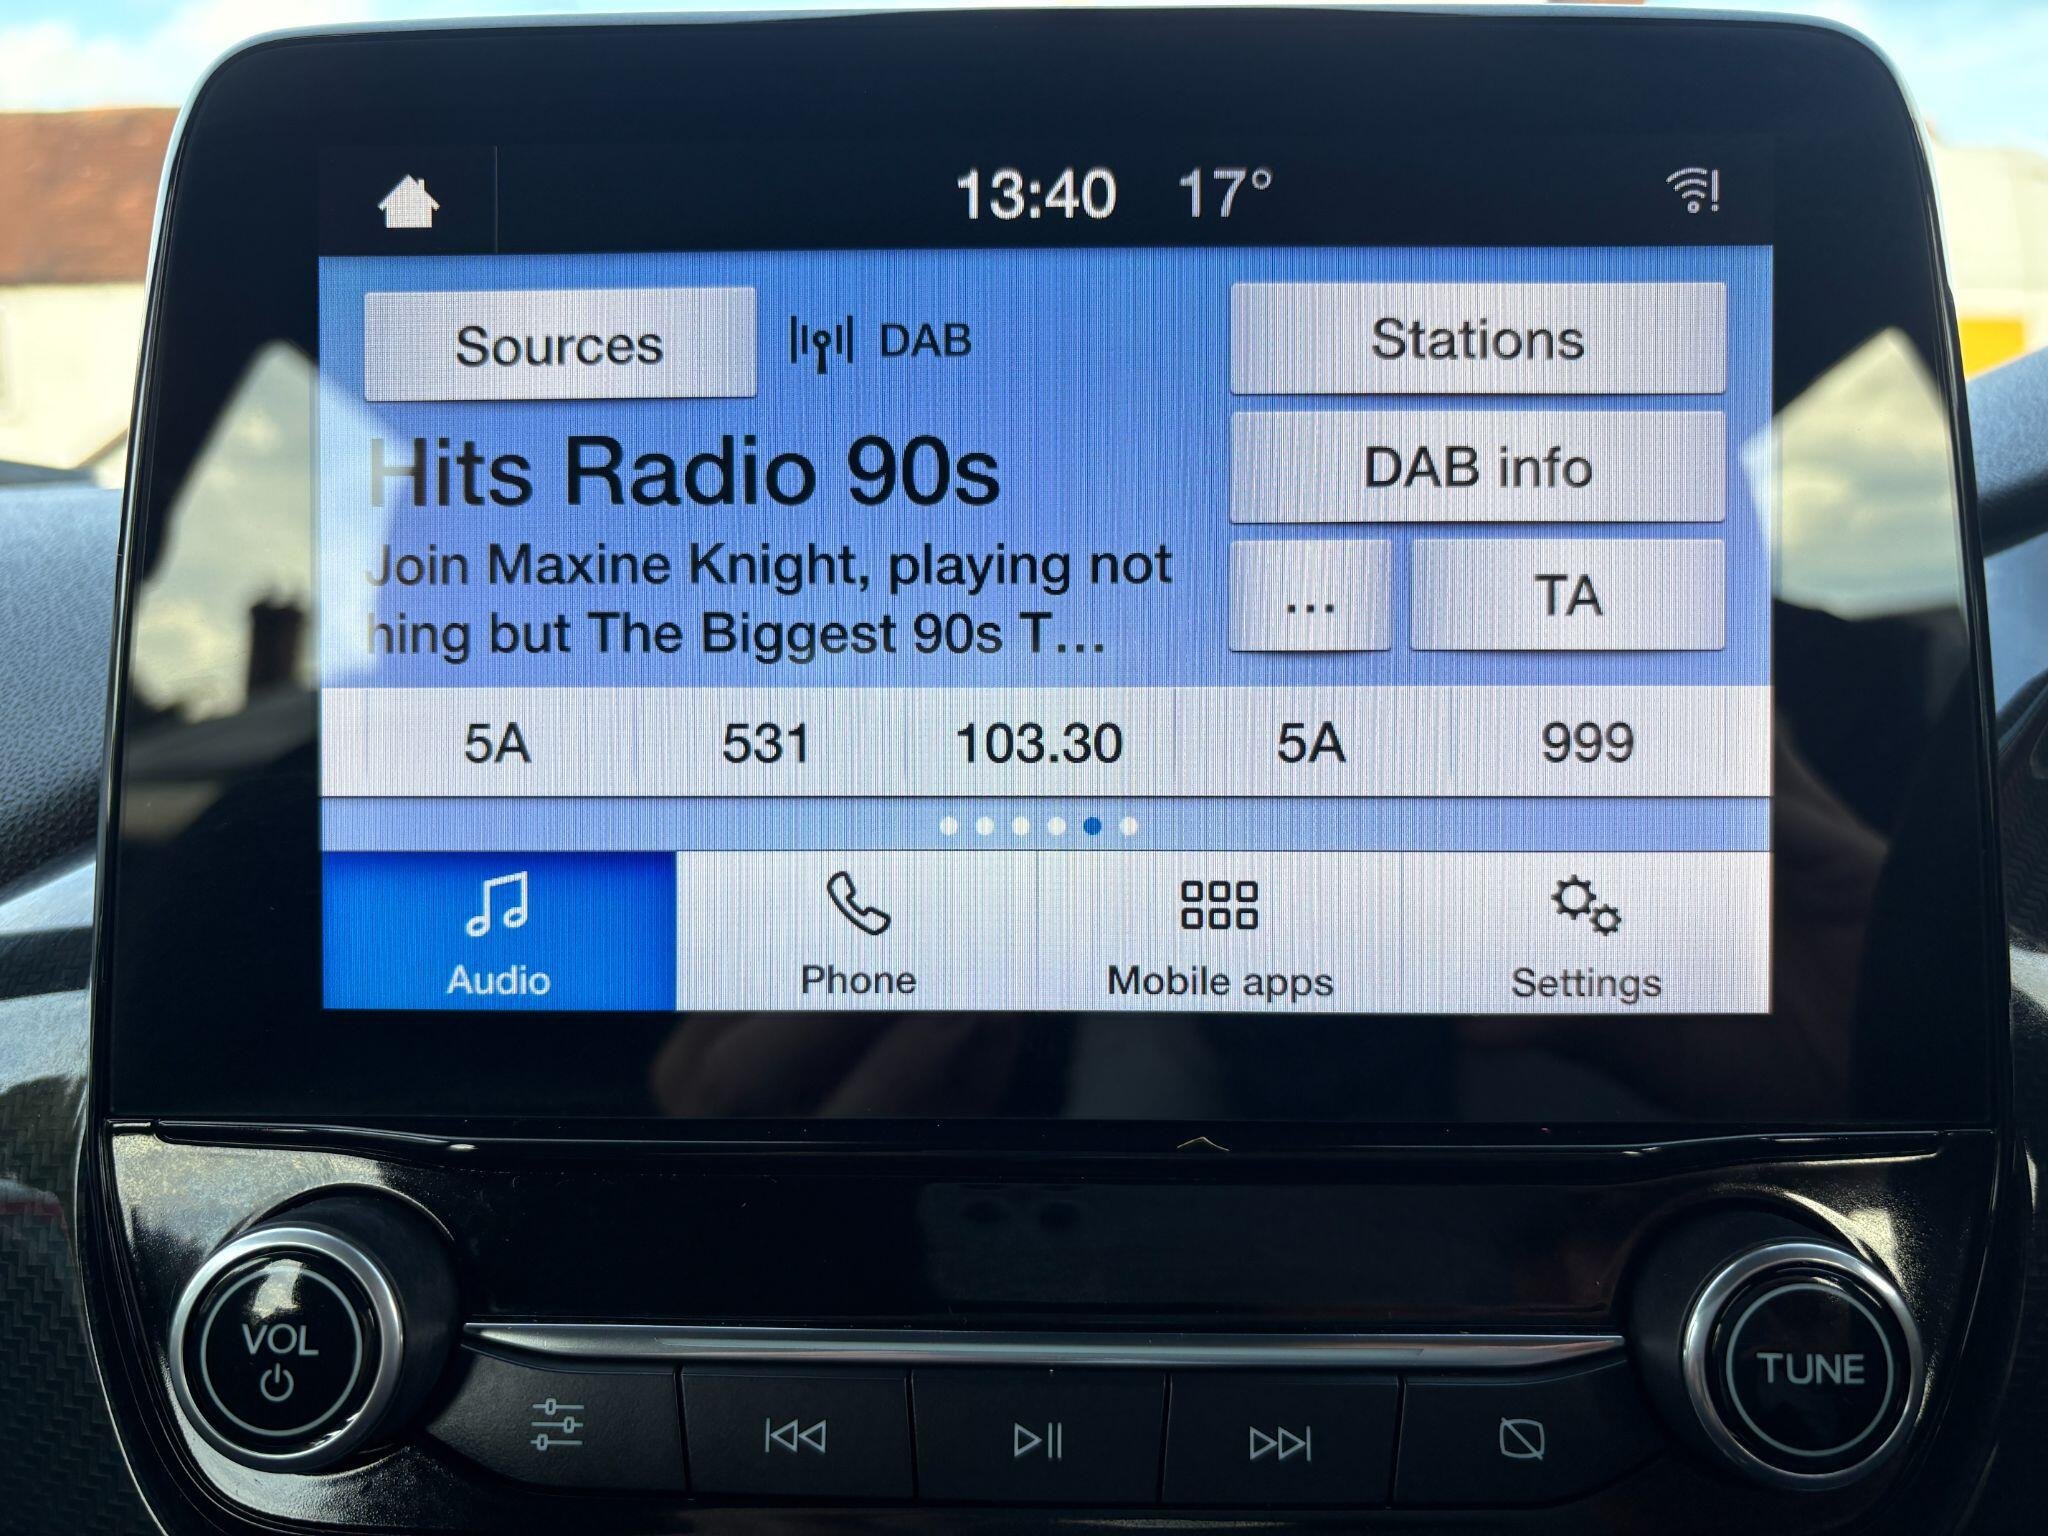 13:40 17°
Sources DAB Stations
Hits Radio 90s
DAB info
Join Maxine Knight, playing not
hing but The Biggest 90s T...
... TA
5A 531 103.30 5A 999
Audio Phone Mobile apps Settings
VOL
TUNE